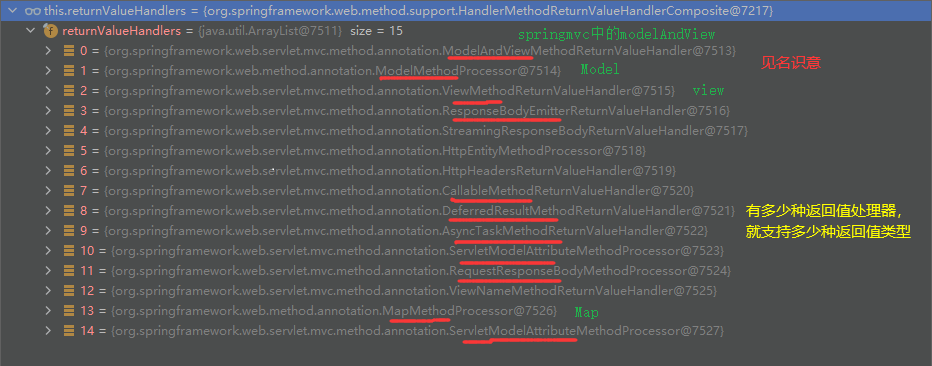 this.returnValueHandlers = {org.springframework.web.method.support.HandlerMethodReturnValueHandlerComposite@7217}
returnValueHandlers = {java.util.ArrayList@7511} size = 15
springmvc中的modelAndView
0 = {org.springframework.web.servlet.mvc.method.annotation.ModelAndViewMethodReturnValueHandler@7513}
见名识意
1 = {org.springframework.web.method.annotation.ModelMethodProcessor@7514}
Model
2 = {org.springframework.web.servlet.mvc.method.annotation.ViewMethodReturnValueHandler@7515}
view
3 = {org.springframework.web.servlet.mvc.method.annotation.ResponseBodyEmitterReturnValueHandler@7516}
4 = {org.springframework.web.servlet.mvc.method.annotation.StreamingResponseBodyReturnValueHandler@7517}
5 = {org.springframework.web.servlet.mvc.method.annotation.HttpEntityMethodProcessor@7518}
6 = {org.springframework.web.servlet.mvc.method.annotation.HttpHeadersReturnValueHandler@7519}
7 = {org.springframework.web.servlet.mvc.method.annotation.CallableMethodReturnValueHandler@7520}
8 = {org.springframework.web.servlet.mvc.method.annotation.DeferredResultMethodReturnValueHandler@7521}
有多少种返回值处理器，
9 = {org.springframework.web.servlet.mvc.method.annotation.AsyncTaskMethodReturnValueHandler@7522}
就支持多少种返回值类型
10 = {org.springframework.web.servlet.mvc.method.annotation.ServletModelAttributeMethodProcessor@7523}
11 = {org.springframework.web.servlet.mvc.method.annotation.RequestResponseBodyMethodProcessor@7524}
12 = {org.springframework.web.servlet.mvc.method.annotation.ViewNameMethodReturnValueHandler@7525}
13 = {org.springframework.web.method.annotation.MapMethodProcessor@7526}
Map
14 = {org.springframework.web.servlet.mvc.method.annotation.ServletModelAttributeMethodProcessor@7527}